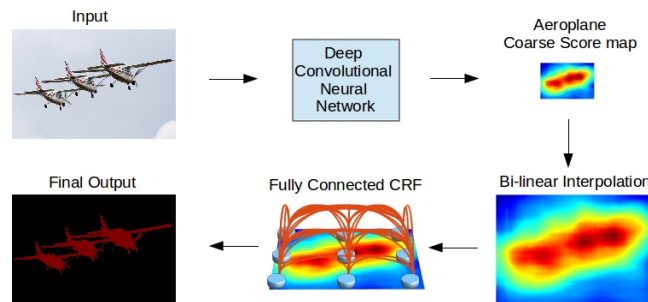 Input
Deep
Convolutional
Neural
Network
Aeroplane
Coarse Score map
Final Output
Fully Connected CRF
Bi-linear Interpolation